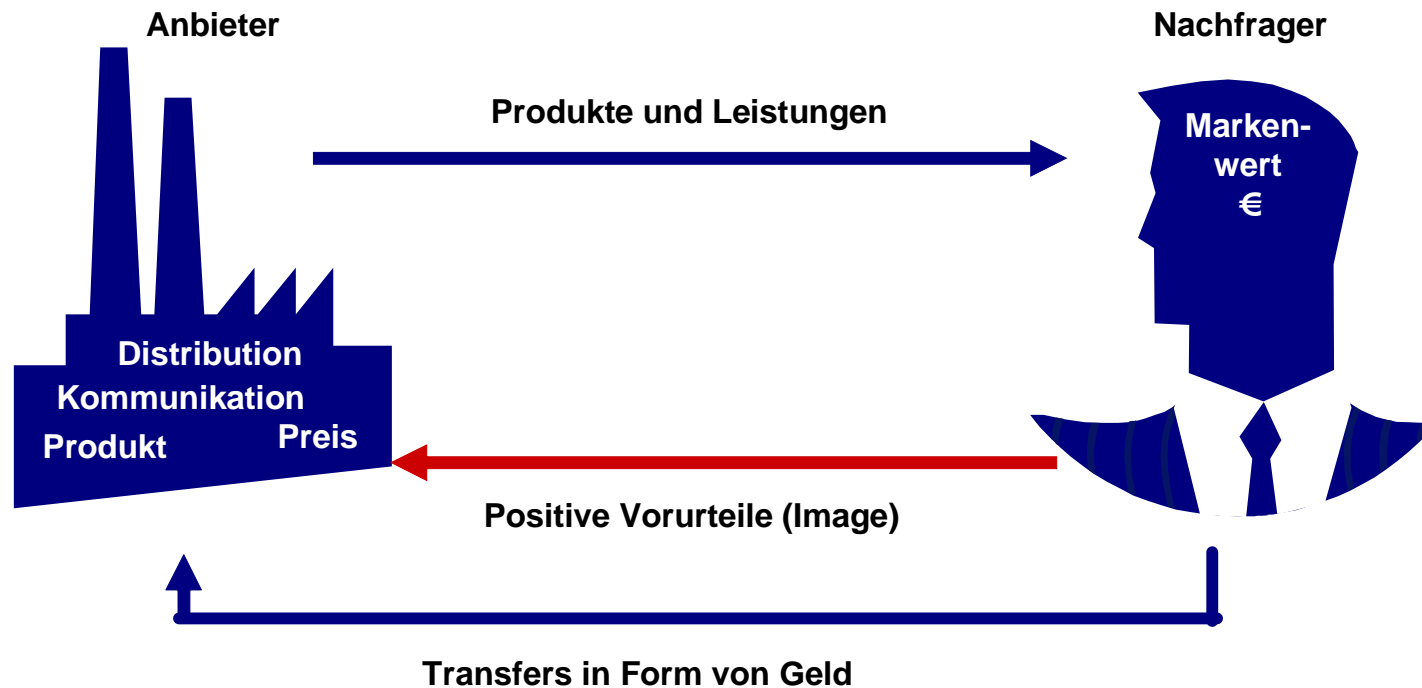 Anbieter
Nachfrager
Produkte und Leistungen
Marken-
wert
€
Distribution
Kommunikation
Produkt
Preis
Positive Vorurteile (Image)
Transfers in Form von Geld